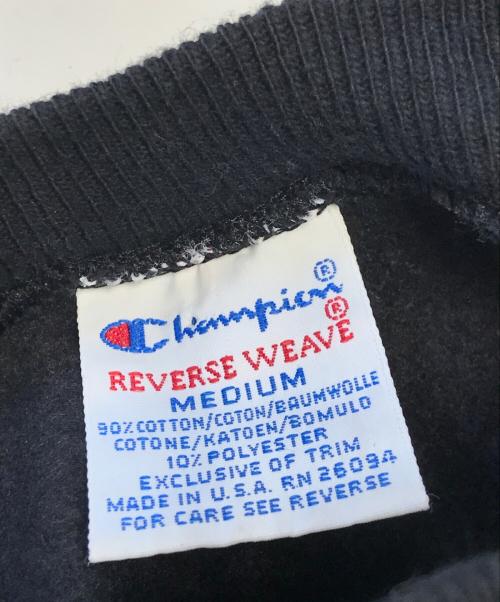 Champion®
REVERSE WEAVE®
MEDIUM
90% COTTON/COTON/BAUMWOLLE
COTONE/KATOEN/BOMULD
10% POLYESTER
EXCLUSIVE OF TRIM
MADE IN U.S.A. RN 26094
FOR CARE SEE REVERSE